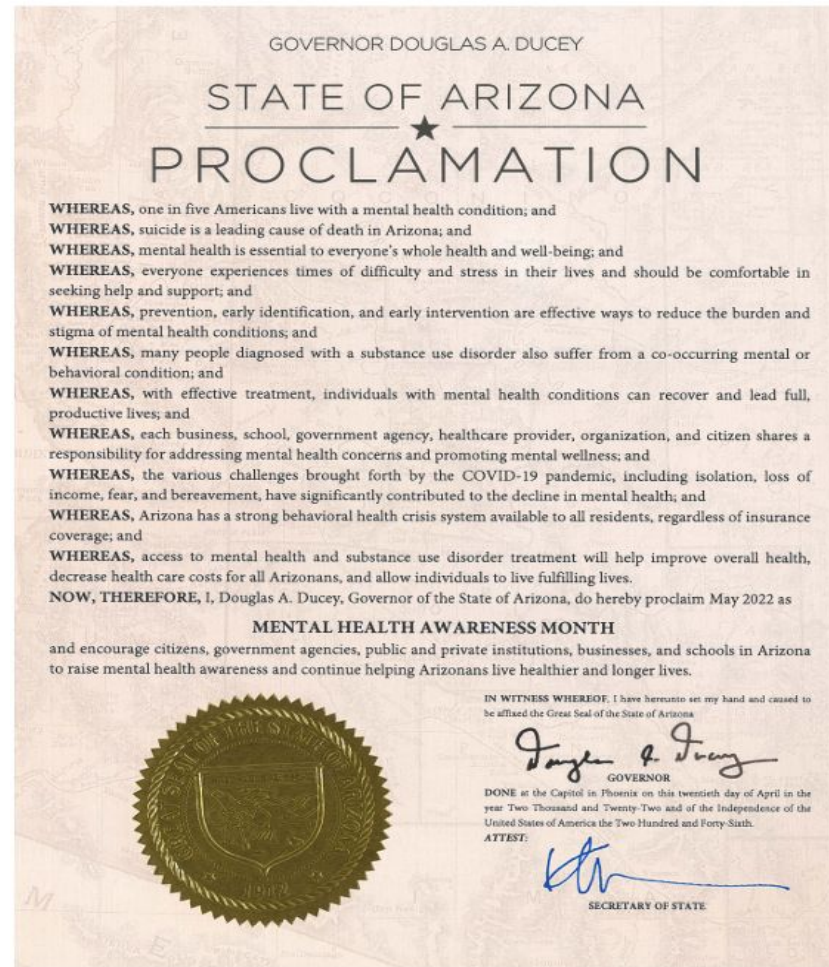 GOVERNOR DOUGLAS A. DUCEY
STATE OF ARIZONA
PROCLAMATION
WHEREAS, one in five Americans live with a mental health condition; and
WHEREAS, suicide is a leading cause of death in Arizona; and
WHEREAS, mental health is essential to everyone's whole health and well-being; and
WHEREAS, everyone experiences times of difficulty and stress in their lives and should be comfortable in
seeking help and support; and
WHEREAS, prevention, early identification, and early intervention are effective ways to reduce the burden and
stigma of mental health conditions; and
WHEREAS, many people diagnosed with a substance use disorder also suffer from a co-occurring mental or
behavioral condition; and
WHEREAS, with effective treatment, individuals with mental health conditions can recover and lead full,
productive lives; and
WHEREAS, each business, school, government agency, healthcare provider, organization, and citizen shares a
responsibility for addressing mental health concerns and promoting mental wellness; and
WHEREAS, the various challenges brought forth by the COVID-19 pandemic, including isolation, loss of
income, fear, and bereavement, have significantly contributed to the decline in mental health; and
WHEREAS, Arizona has a strong behavioral health crisis system available to all residents, regardless of insurance
coverage; and
WHEREAS, access to mental health and substance use disorder treatment will help improve overall health,
decrease health care costs for all Arizonans, and allow individuals to live fulfilling lives.
NOW, THEREFORE, I, Douglas A. Ducey, Governor of the State of Arizona, do hereby proclaim May 2022 as
MENTAL HEALTH AWARENESS MONTH
and encourage citizens, government agencies, public and private institutions, businesses, and schools in Arizona
to raise mental health awareness and continue helping Arizonans live healthier and longer lives.
IN WITNESS WHEREOF, I have hereunto set my hand and caused to
be affixed the Great Seal of the State of Arizona
Douglas A. Ducey
GOVERNOR
DONE at the Capitol in Phoenix on this twentieth day of April in the
year Two Thousand and Twenty-Two and of the Independence of the
United States of America the Two Hundred and Forty-Sixth.
ATTEST:
SECRETARY OF STATE
GREAT SEAL OF THE STATE OF ARIZONA
1912